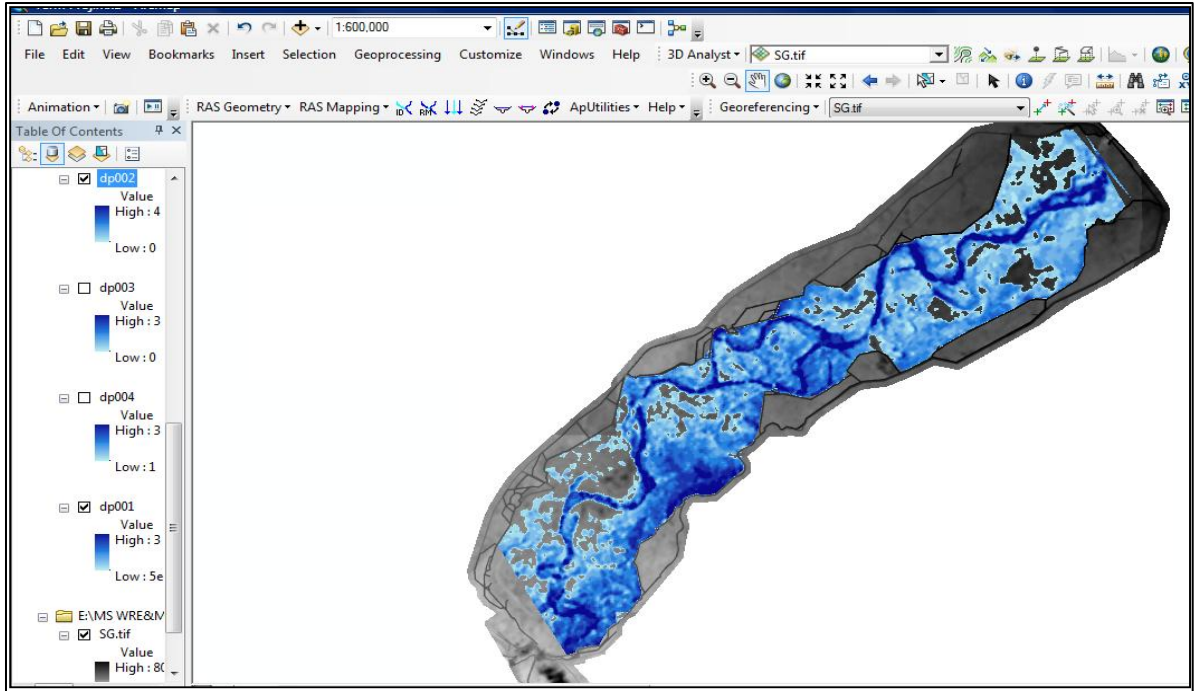 1:600,000
File Edit View Bookmarks Insert Selection Geoprocessing Customize Windows Help 3D Analyst SG.tif
Animation RAS Geometry RAS Mapping ID RivX ApUtilities Help Georeferencing SG.tif
Table Of Contents
dp002
Value
High : 4
Low : 0
dp003
Value
High : 3
Low : 0
dp004
Value
High : 3
Low : 1
dp001
Value
High : 3
Low : 5e
E:\MS WRE&M
SG.tif
Value
High : 80